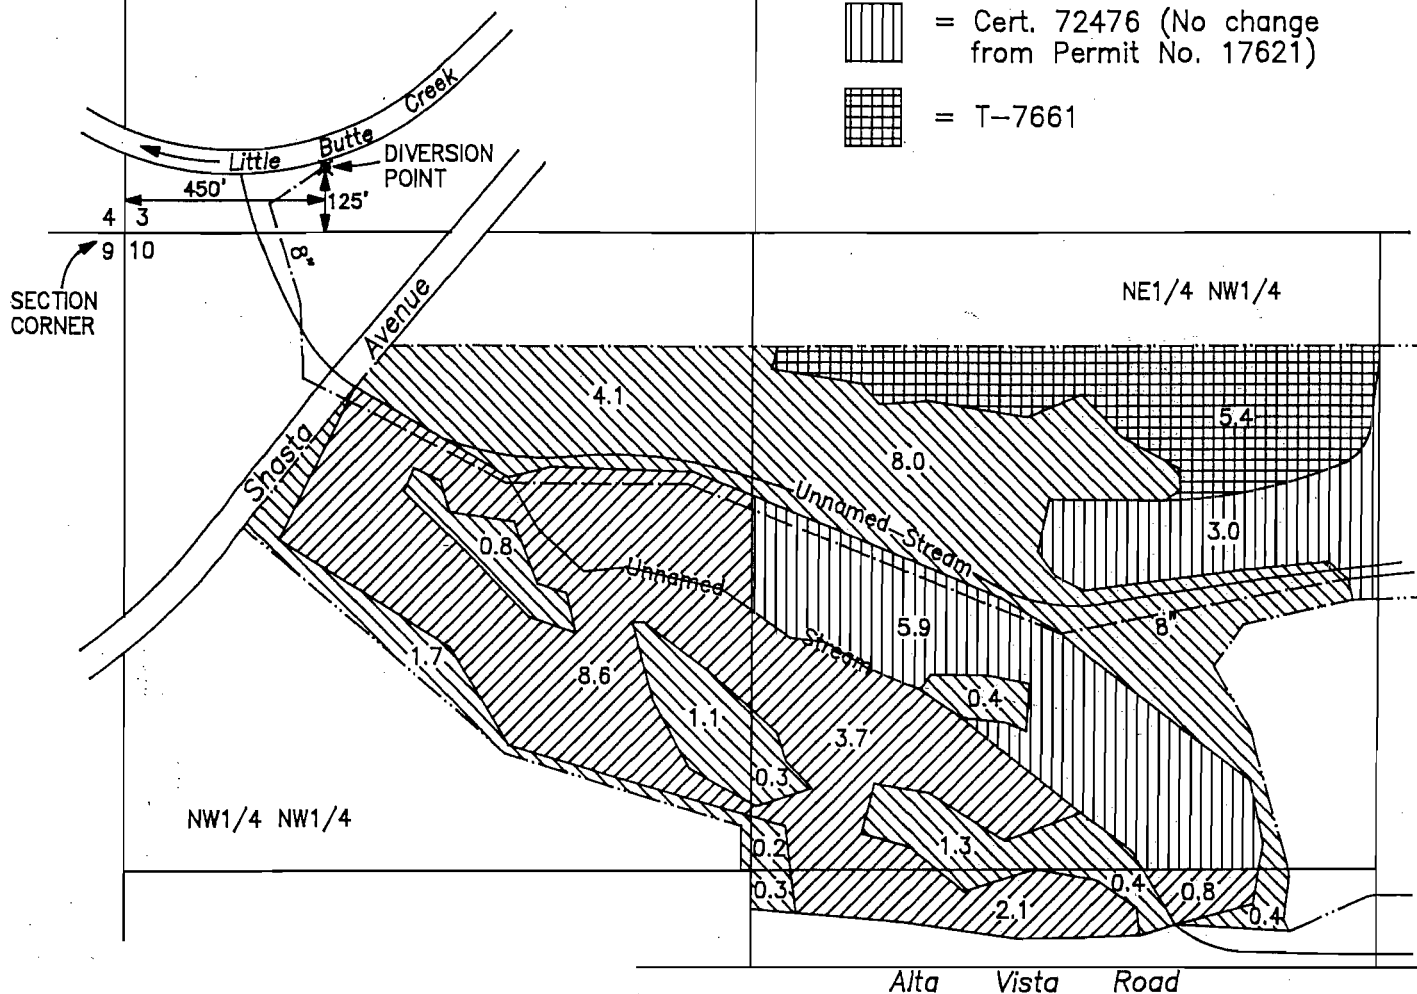 = Cert. 72476 (No change
from Permit No. 17621)
= T-7661
Little Butte Creek
DIVERSION
POINT
450'
125'
4 3
9 10
8"
SECTION
CORNER
Shasta Avenue
NE1/4 NW1/4
4.1
5.4
8.0
3.0
Unnamed Stream
0.8
Unnamed Stream
5.9
8"
1.7
8.6
0.4
1.1
3.7
0.3
NW1/4 NW1/4
0.2
1.3
0.3
0.4
0.8
2.1
0.4
Alta Vista Road